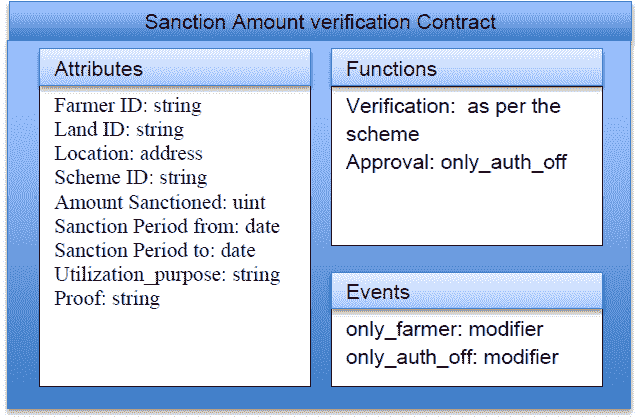 Sanction Amount verification Contract
Attributes
Farmer ID: string
Land ID: string
Location: address
Scheme ID: string
Amount Sanctioned: uint
Sanction Period from: date
Sanction Period to: date
Utilization_purpose: string
Proof: string
Functions
Verification:  as per the
scheme
Approval: only_auth_off
Events
only_farmer: modifier
only_auth_off: modifier